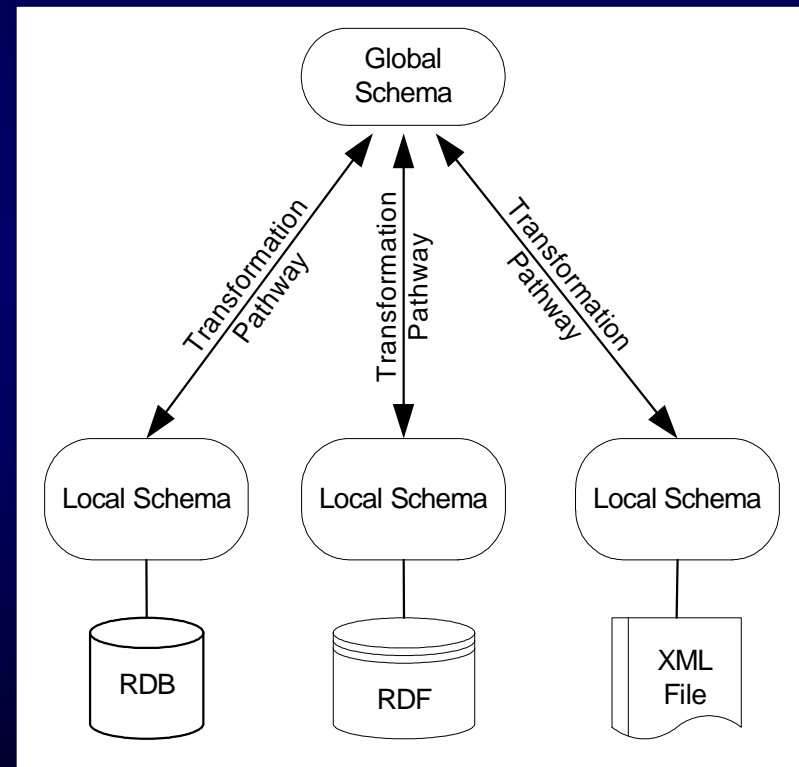 Global
Schema
Transformation
Pathway
Transformation
Pathway
Transformation
Pathway
Local Schema
Local Schema
Local Schema
RDB
RDF
XML
File